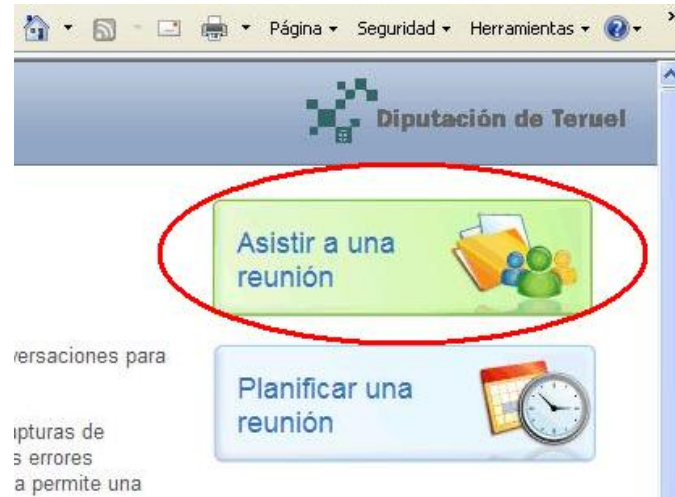 Página Seguridad Herramientas
Diputación de Teruel
Asistir a una
reunión
versaciones para
Planificar una
reunión
pturas de
s errores
a permite una